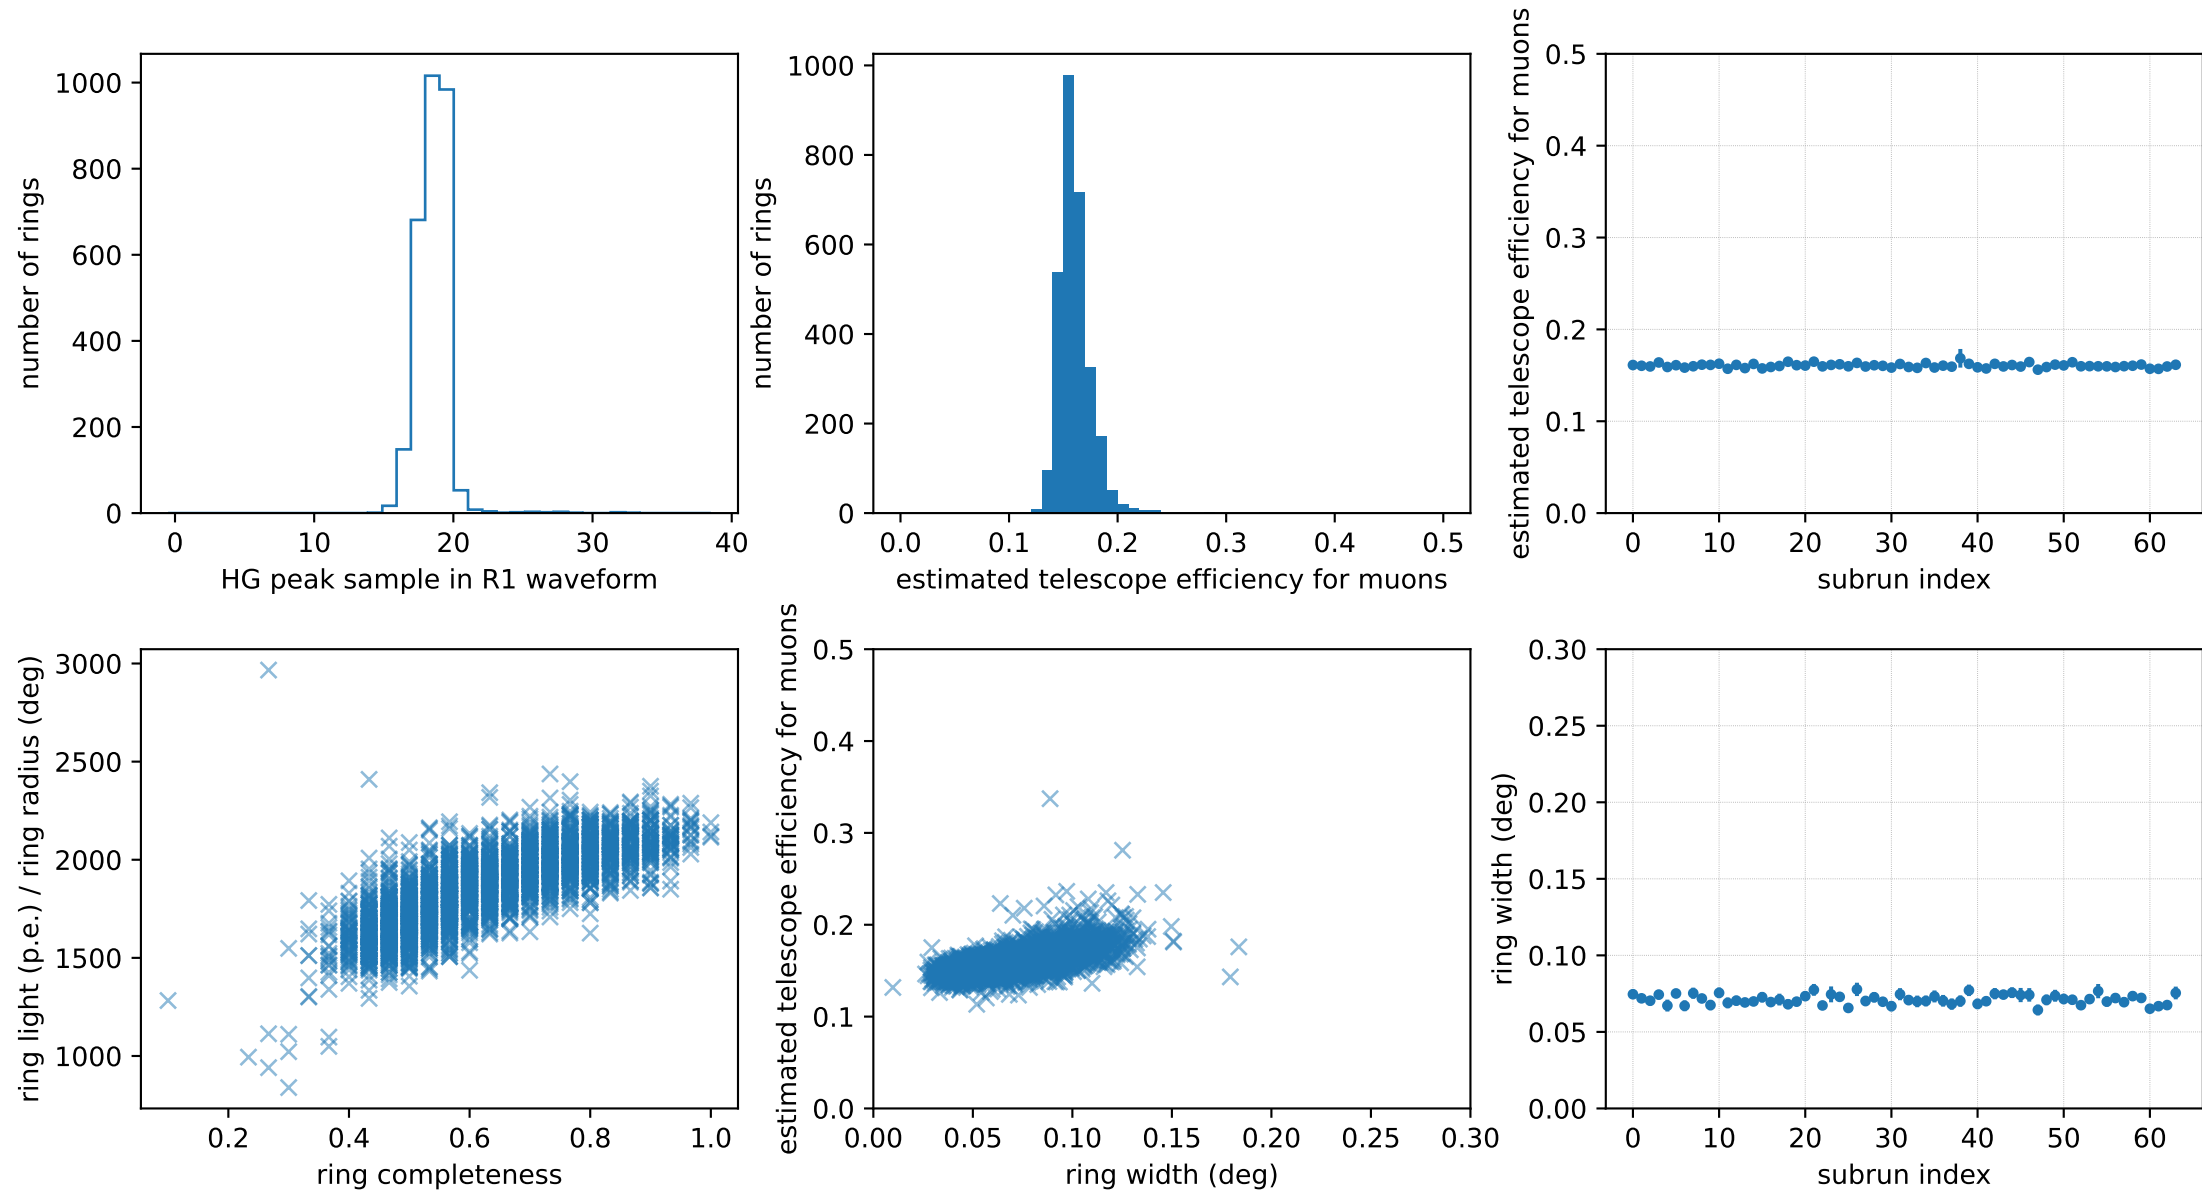 1000
800
600
400
200
0
number of rings
0 10 20 30 40
HG peak sample in R1 waveform
1000
800
600
400
200
0
number of rings
0.0 0.1 0.2 0.3 0.4 0.5
estimated telescope efficiency for muons
0.5
0.4
0.3
0.2
0.1
0.0
estimated telescope efficiency for muons
0 10 20 30 40 50 60
subrun index
3000
2500
2000
1500
1000
ring light (p.e.) / ring radius (deg)
0.2 0.4 0.6 0.8 1.0
ring completeness
0.5
0.4
0.3
0.2
0.1
0.0
estimated telescope efficiency for muons
0.00 0.05 0.10 0.15 0.20 0.25 0.30
ring width (deg)
0.30
0.25
0.20
0.15
0.10
0.05
0.00
ring width (deg)
0 10 20 30 40 50 60
subrun index